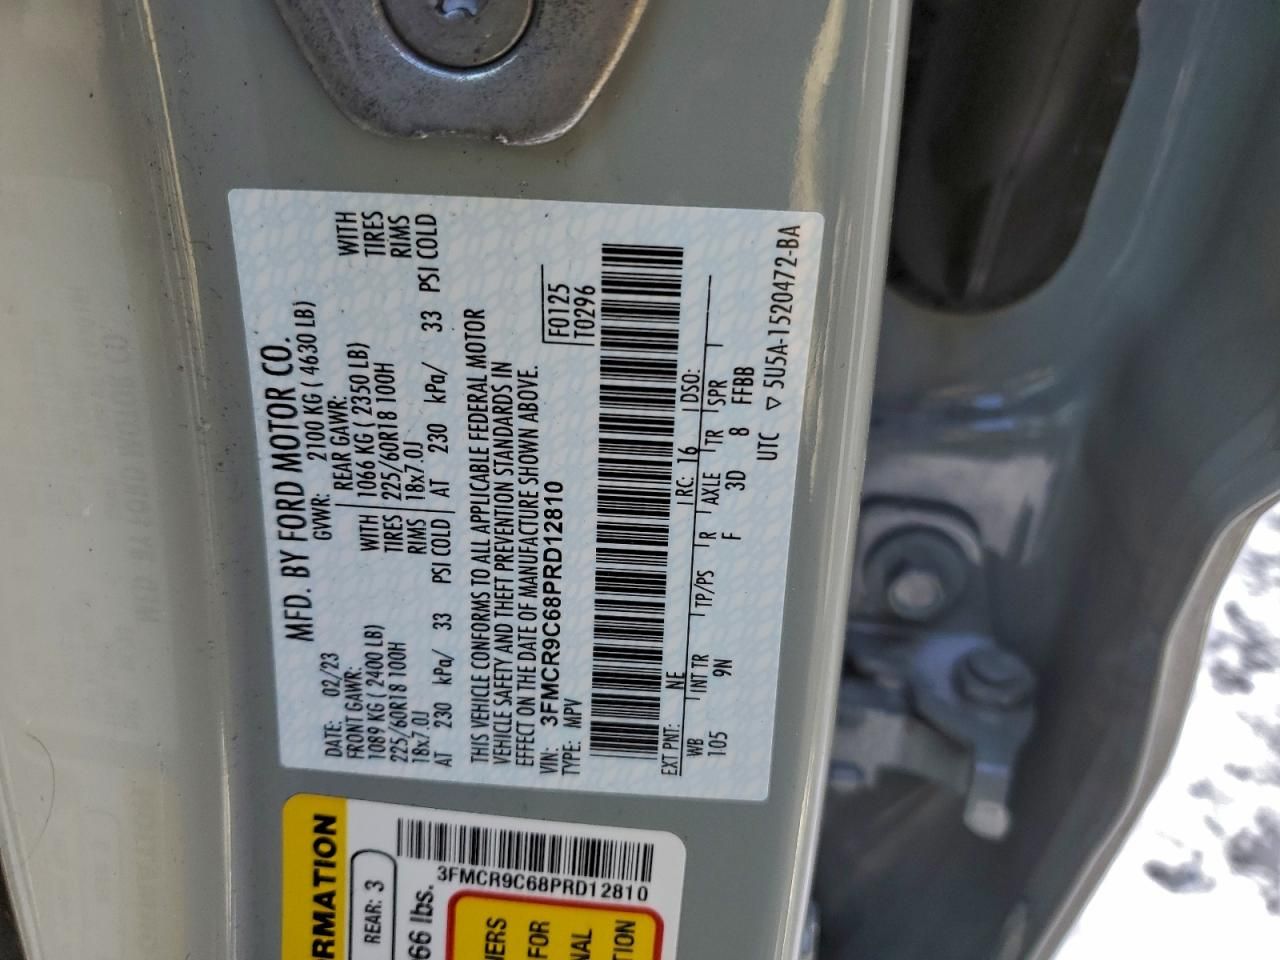 MFD. BY FORD MOTOR CO.
DATE: 02/23
GVWR: 2100 KG ( 4630 LB)
FRONT GAWR:
REAR GAWR:
1089 KG ( 2400 LB)
WITH
1066 KG ( 2350 LB)
WITH
225/60R18 100H
TIRES
225/60R18 100H
TIRES
18x7.0J
RIMS
18x7.0J
RIMS
AT 230 kPa/ 33 PSI COLD
AT 230 kPa/ 33 PSI COLD
THIS VEHICLE CONFORMS TO ALL APPLICABLE FEDERAL MOTOR
VEHICLE SAFETY AND THEFT PREVENTION STANDARDS IN
EFFECT ON THE DATE OF MANUFACTURE SHOWN ABOVE.
VIN: 3FMCR9C68PRD12810
TYPE: MPV
F0125
T0296
EXT PNT: NE RC: 16 DSO:
WB INT TR TP/PS R AXLE TR SPR
105 9N F 3D 8 FFBB
UTC ▽ 5U5A-1520472-BA
RMATION
REAR: 3
66 lbs.
3FMCR9C68PRD12810
ERS
FOR
NAL
TION